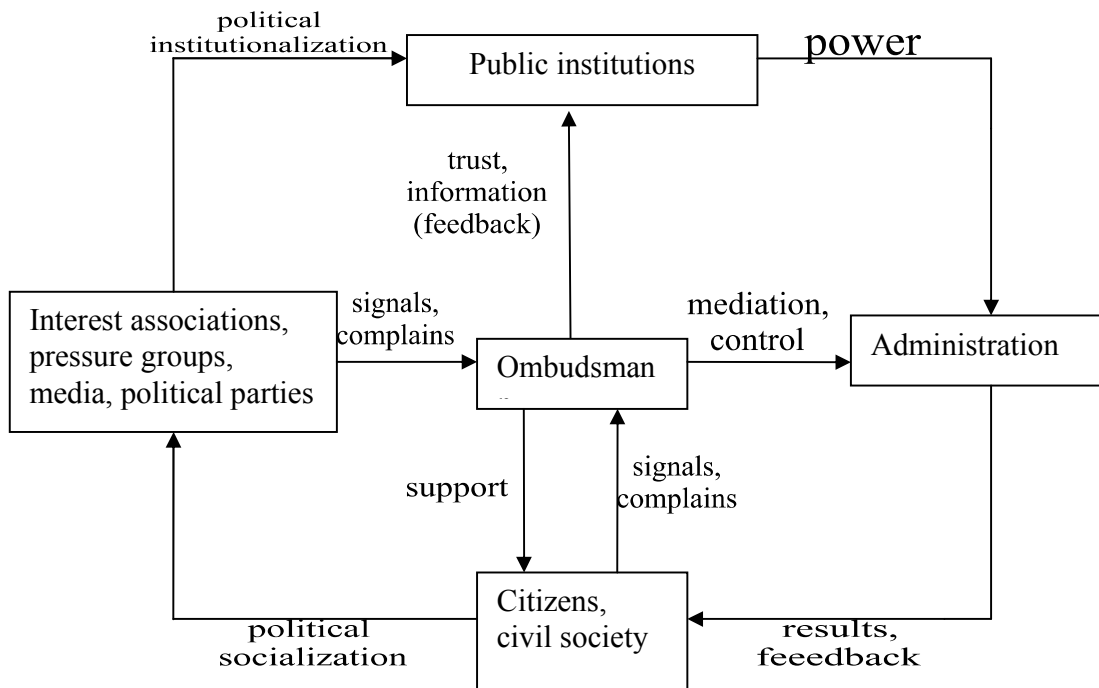 political
institutionalization
Public institutions
power
trust,
information
(feedback)
Interest associations,
pressure groups,
media, political parties
signals,
complains
Ombudsman
mediation,
control
Administration
support
signals,
complains
Citizens,
civil society
political
socialization
results,
feeedback